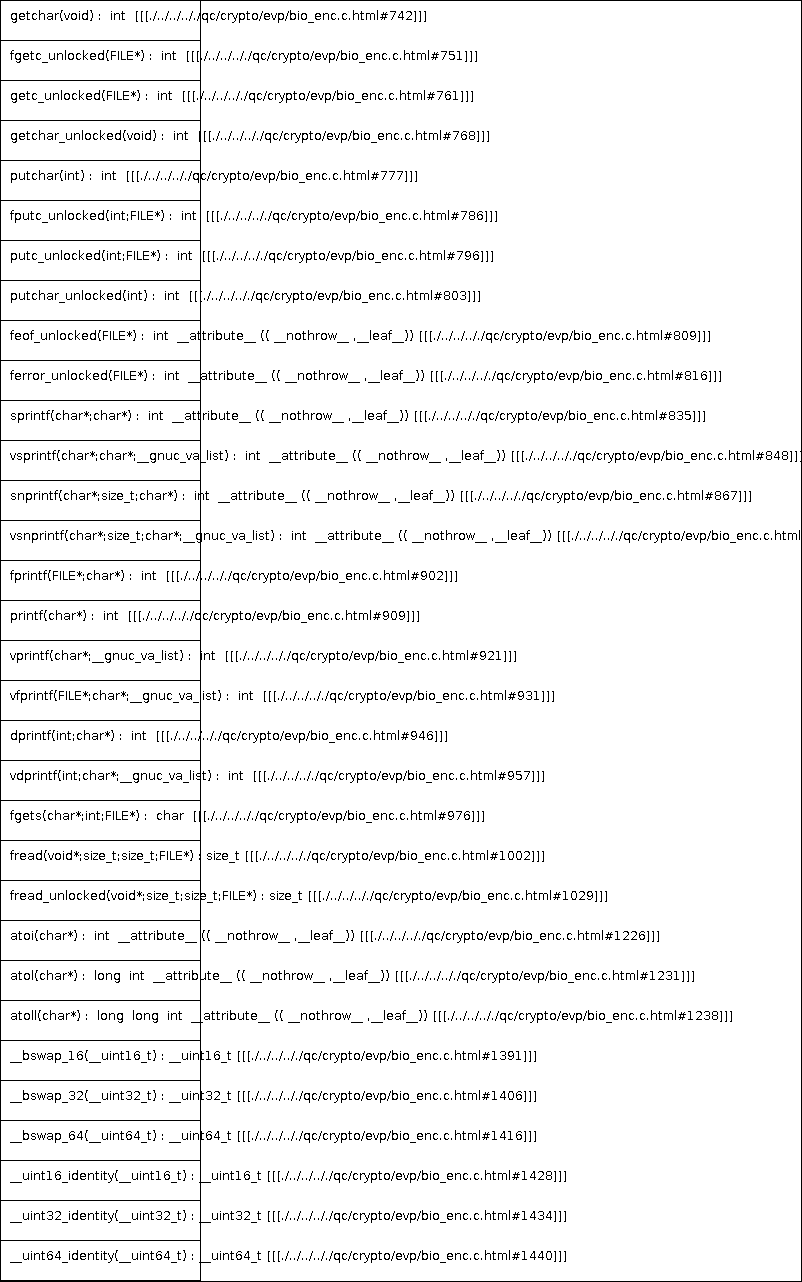 getchar(void) : int [[[./../../../../qc/crypto/evp/bio_enc.c.html#742]]]
fgetc_unlocked(FILE*) : int [[[./../../../../qc/crypto/evp/bio_enc.c.html#751]]]
getc_unlocked(FILE*) : int [[[./../../../../qc/crypto/evp/bio_enc.c.html#761]]]
getchar_unlocked(void) : int [[[./../../../../qc/crypto/evp/bio_enc.c.html#768]]]
putchar(int) : int [[[./../../../../qc/crypto/evp/bio_enc.c.html#777]]]
fputc_unlocked(int;FILE*) : int [[[./../../../../qc/crypto/evp/bio_enc.c.html#786]]]
putc_unlocked(int;FILE*) : int [[[./../../../../qc/crypto/evp/bio_enc.c.html#796]]]
putchar_unlocked(int) : int [[[./../../../../qc/crypto/evp/bio_enc.c.html#803]]]
feof_unlocked(FILE*) : int __attribute__ (( __nothrow__ ,__leaf__)) [[[./../../../../qc/crypto/evp/bio_enc.c.html#809]]]
ferror_unlocked(FILE*) : int __attribute__ (( __nothrow__ ,__leaf__)) [[[./../../../../qc/crypto/evp/bio_enc.c.html#816]]]
sprintf(char*;char*) : int __attribute__ (( __nothrow__ ,__leaf__)) [[[./../../../../qc/crypto/evp/bio_enc.c.html#835]]]
vsprintf(char*;char*;__gnuc_va_list) : int __attribute__ (( __nothrow__ ,__leaf__)) [[[./../../../../qc/crypto/evp/bio_enc.c.html#848]]]
snprintf(char*;size_t;char*) : int __attribute__ (( __nothrow__ ,__leaf__)) [[[./../../../../qc/crypto/evp/bio_enc.c.html#867]]]
vsnprintf(char*;size_t;char*;__gnuc_va_list) : int __attribute__ (( __nothrow__ ,__leaf__)) [[[./../../../../qc/crypto/evp/bio_enc.c.html
fprintf(FILE*;char*) : int [[[./../../../../qc/crypto/evp/bio_enc.c.html#902]]]
printf(char*) : int [[[./../../../../qc/crypto/evp/bio_enc.c.html#909]]]
vprintf(char*;__gnuc_va_list) : int [[[./../../../../qc/crypto/evp/bio_enc.c.html#921]]]
vfprintf(FILE*;char*;__gnuc_va_list) : int [[[./../../../../qc/crypto/evp/bio_enc.c.html#931]]]
dprintf(int;char*) : int [[[./../../../../qc/crypto/evp/bio_enc.c.html#946]]]
vdprintf(int;char*;__gnuc_va_list) : int [[[./../../../../qc/crypto/evp/bio_enc.c.html#957]]]
fgets(char*;int;FILE*) : char [[[./../../../../qc/crypto/evp/bio_enc.c.html#976]]]
fread(void*;size_t;size_t;FILE*) : size_t [[[./../../../../qc/crypto/evp/bio_enc.c.html#1002]]]
fread_unlocked(void*;size_t;size_t;FILE*) : size_t [[[./../../../../qc/crypto/evp/bio_enc.c.html#1029]]]
atoi(char*) : int __attribute__ (( __nothrow__ ,__leaf__)) [[[./../../../../qc/crypto/evp/bio_enc.c.html#1226]]]
atol(char*) : long int __attribute__ (( __nothrow__ ,__leaf__)) [[[./../../../../qc/crypto/evp/bio_enc.c.html#1231]]]
atoll(char*) : long long int __attribute__ (( __nothrow__ ,__leaf__)) [[[./../../../../qc/crypto/evp/bio_enc.c.html#1238]]]
__bswap_16(__uint16_t) : __uint16_t [[[./../../../../qc/crypto/evp/bio_enc.c.html#1391]]]
__bswap_32(__uint32_t) : __uint32_t [[[./../../../../qc/crypto/evp/bio_enc.c.html#1406]]]
__bswap_64(__uint64_t) : __uint64_t [[[./../../../../qc/crypto/evp/bio_enc.c.html#1416]]]
__uint16_identity(__uint16_t) : __uint16_t [[[./../../../../qc/crypto/evp/bio_enc.c.html#1428]]]
__uint32_identity(__uint32_t) : __uint32_t [[[./../../../../qc/crypto/evp/bio_enc.c.html#1434]]]
__uint64_identity(__uint64_t) : __uint64_t [[[./../../../../qc/crypto/evp/bio_enc.c.html#1440]]]